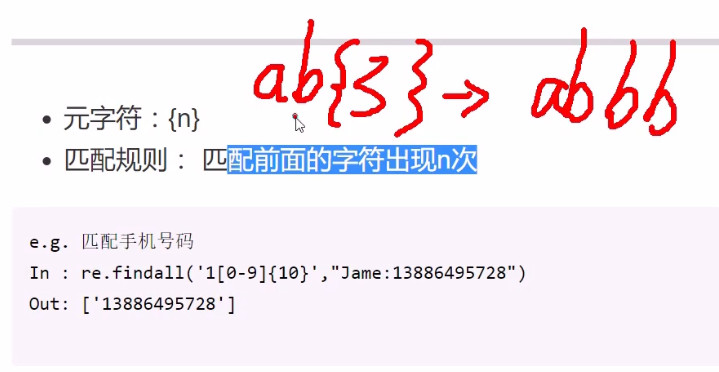 ab{3} → abbb
元字符：{n}
匹配规则： 匹配前面的字符出现n次
e.g. 匹配手机号码
In : re.findall('1[0-9]{10}',"Jame:13886495728")
Out: ['13886495728']